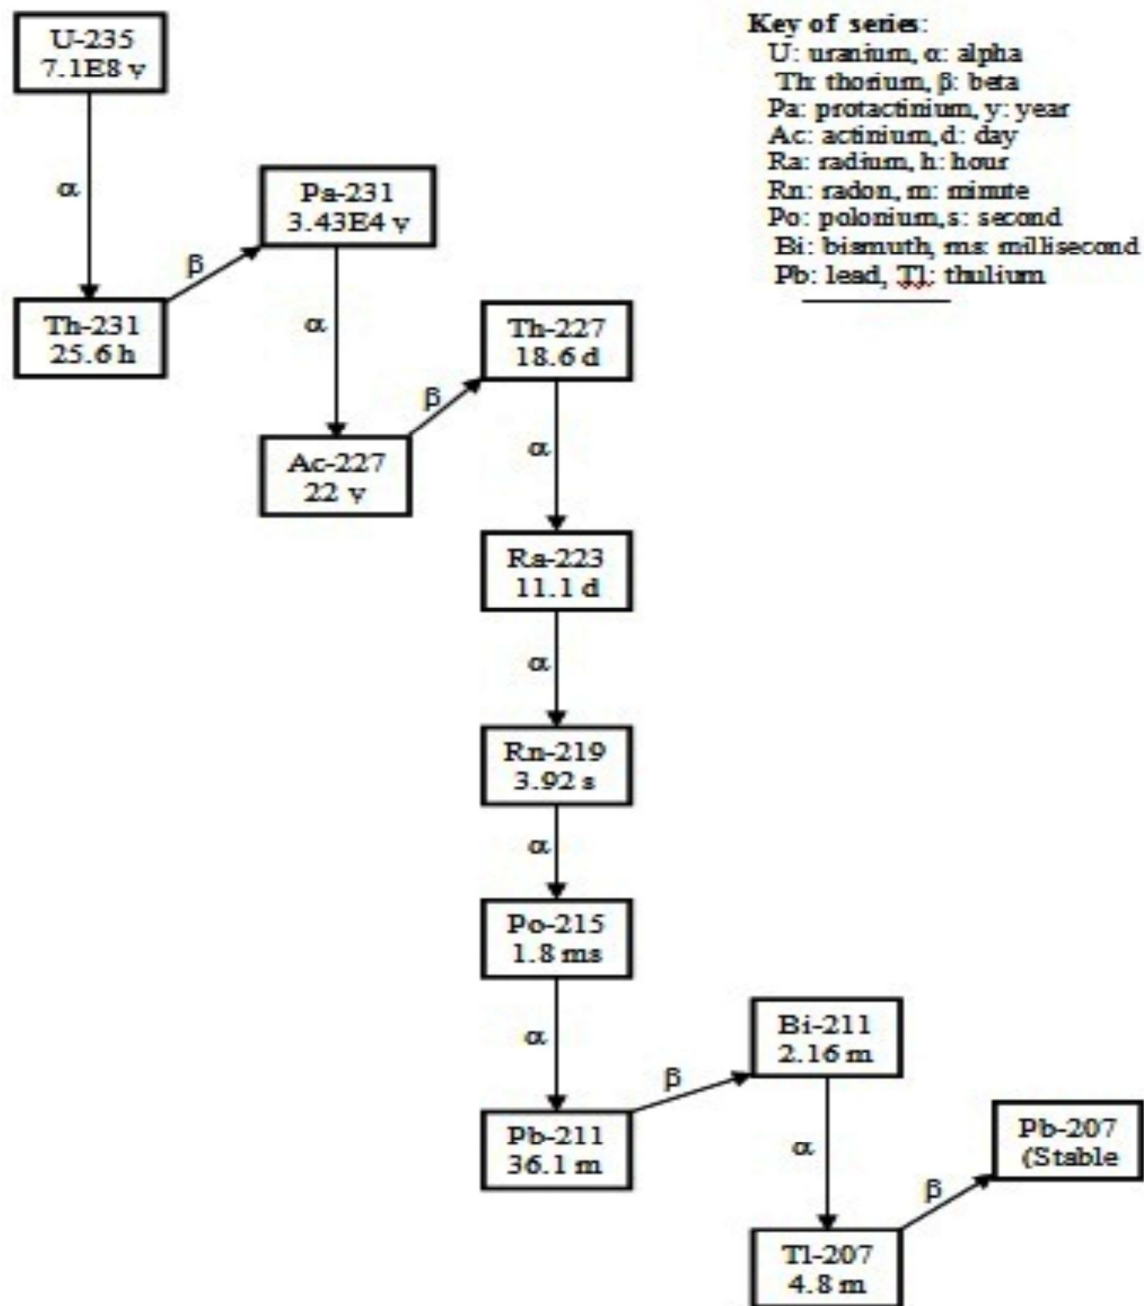 U-235
7.1E8 y
Key of series:
U: uranium, α: alpha
Th: thorium, β: beta
Pa: protactinium, y: year
Ac: actinium, d: day
Ra: radium, h: hour
Rn: radon, m: minute
Po: polonium, s: second
Bi: bismuth, ms: millisecond
Pb: lead, Tl: thulium
α
Pa-231
3.43E4 y
β
Th-231
25.6 h
α
Th-227
18.6 d
β
Ac-227
22 y
α
Ra-223
11.1 d
α
Rn-219
3.92 s
α
Po-215
1.8 ms
α
Bi-211
2.16 m
β
Pb-211
36.1 m
α
Pb-207
(Stable
β
Tl-207
4.8 m